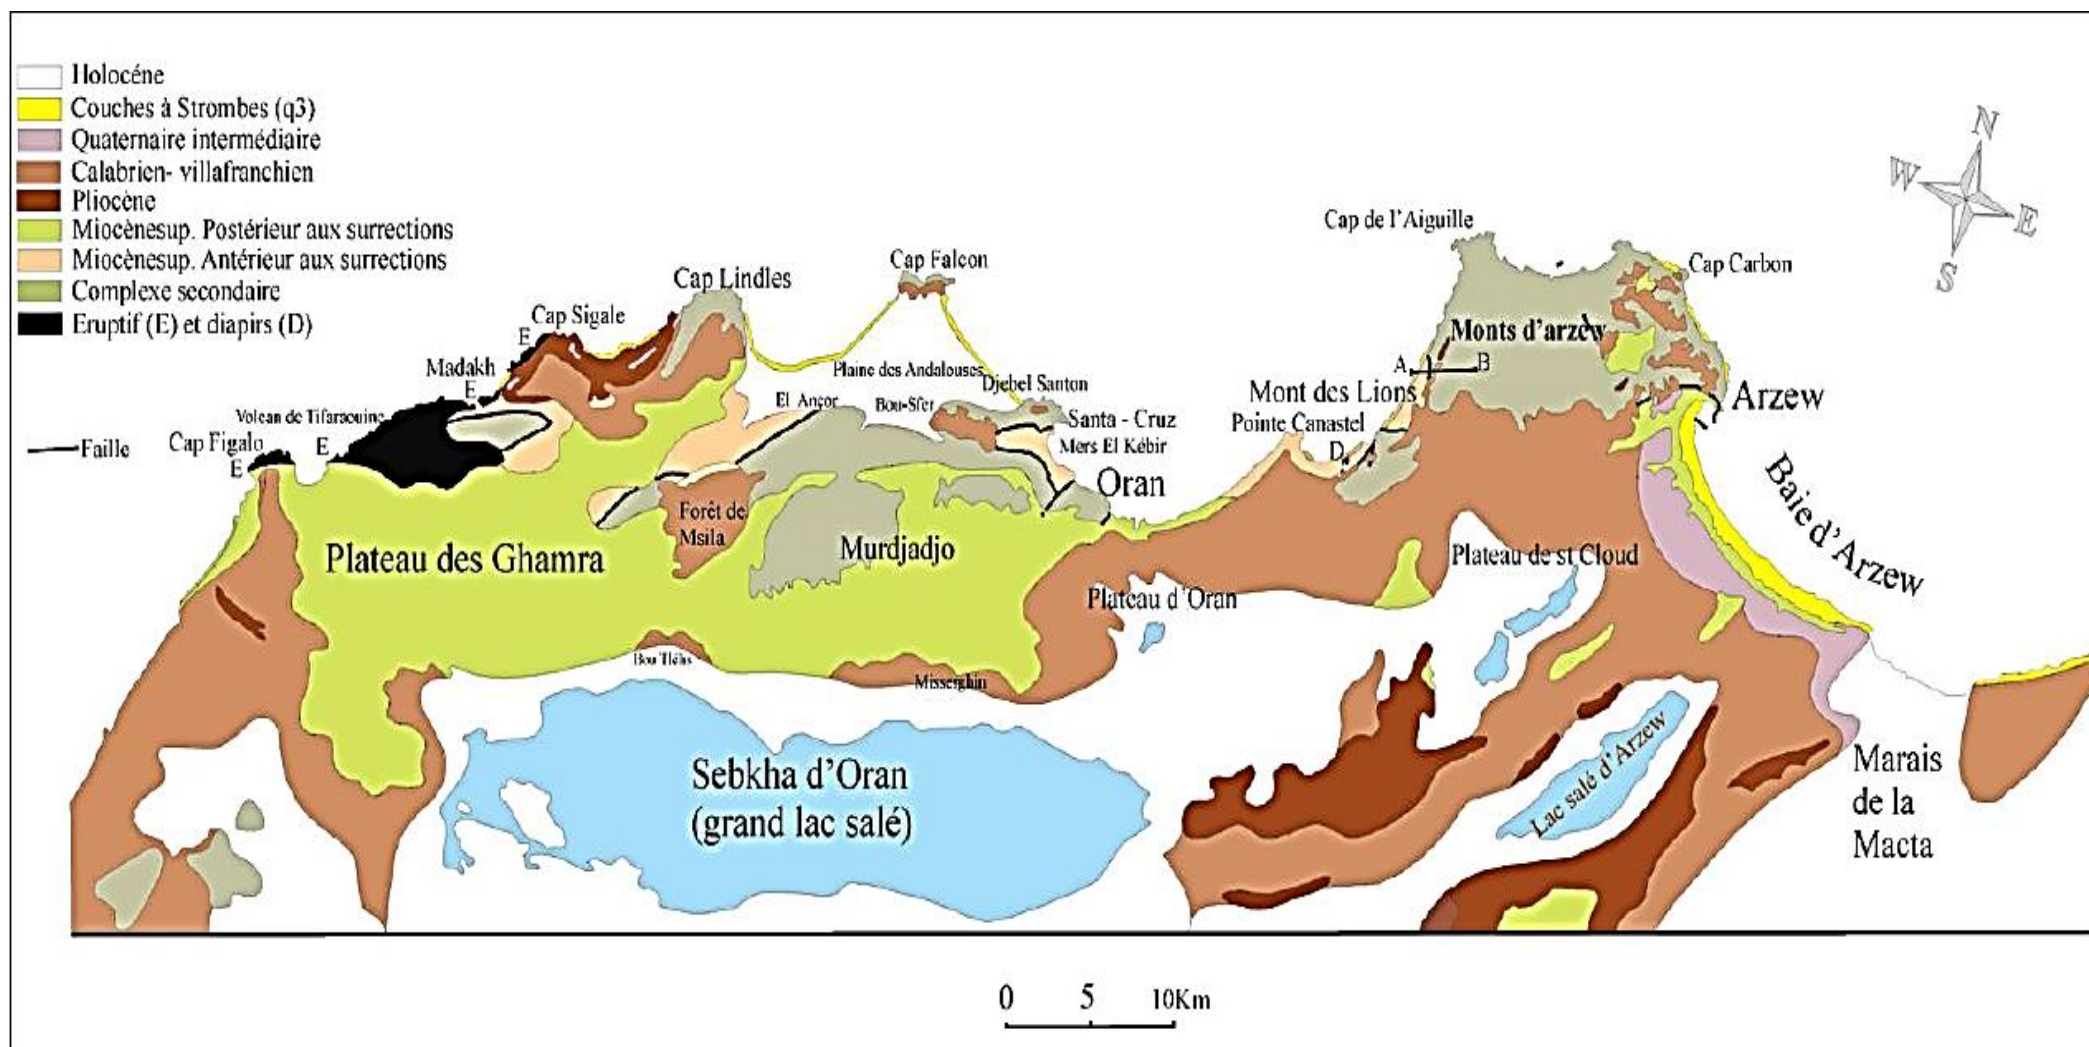 Holocéne
Couches à Strombes (q3)
Quaternaire intermédiaire
Calabrien- villafranchien
Pliocène
Miocènesup. Postérieur aux surrections
Miocènesup. Antérieur aux surrections
Complexe secondaire
Eruptif (E) et diapirs (D)
Faille
N
W
E
S
Cap de l'Aiguille
Cap Carbon
Cap Falcon
Cap Lindles
Cap Sigale
E
Monts d'arzèw
Madakh
E
Plaine des Andalouses
A
B
Djebel Santon
Mont des Lions
Arzew
El Ançor
Bou-Sfer
Volcan de Tifaraouine
Santa - Cruz
Pointe Canastel
Cap Figalo
E
E
Mers El Kébir
D
Oran
Baie d'Arzew
Forêt de
Msila
Plateau des Ghamra
Murdjadjo
Plateau de st Cloud
Plateau d'Oran
Bou Tlélis
Misserghin
Sebkha d'Oran
(grand lac salé)
Lac salé d'Arzew
Marais
de la
Macta
0 5 10Km